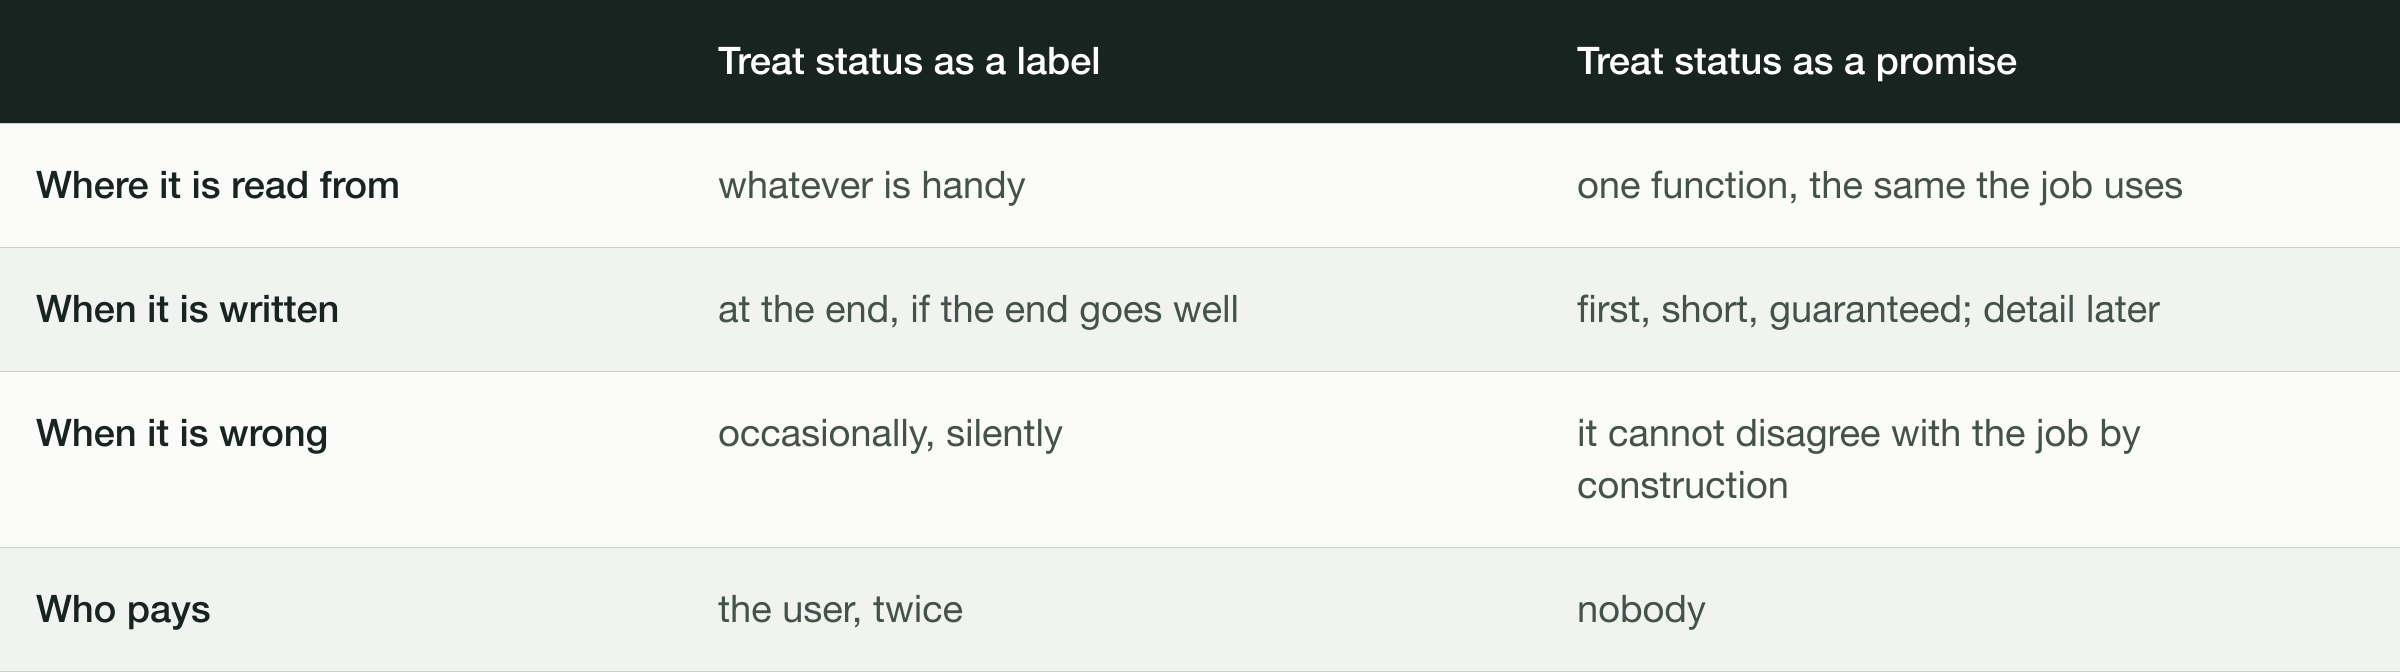 Treat status as a label
Treat status as a promise
Where it is read from
whatever is handy
one function, the same the job uses
When it is written
at the end, if the end goes well
first, short, guaranteed; detail later
When it is wrong
occasionally, silently
it cannot disagree with the job by
construction
Who pays
the user, twice
nobody